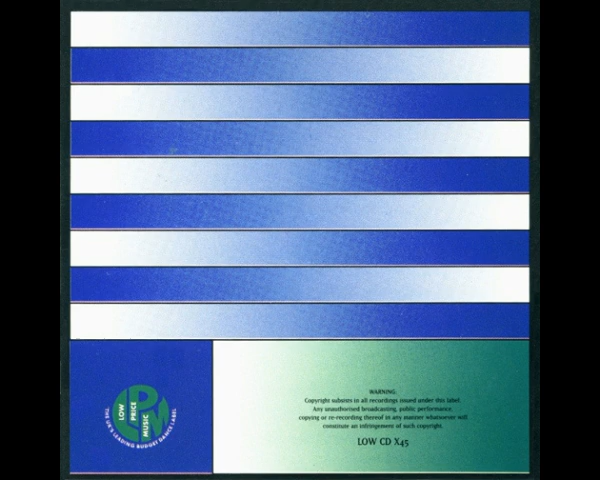 LOW
PRICE
MUSIC
LPM
THE UK'S LEADING BUDGET DANCE LABEL
WARNING:
Copyright subsists in all recordings issued under this label.
Any unauthorised broadcasting, public performance,
copying or re-recording thereof in any manner whatsoever will
constitute an infringement of such copyright.
LOW CD X45